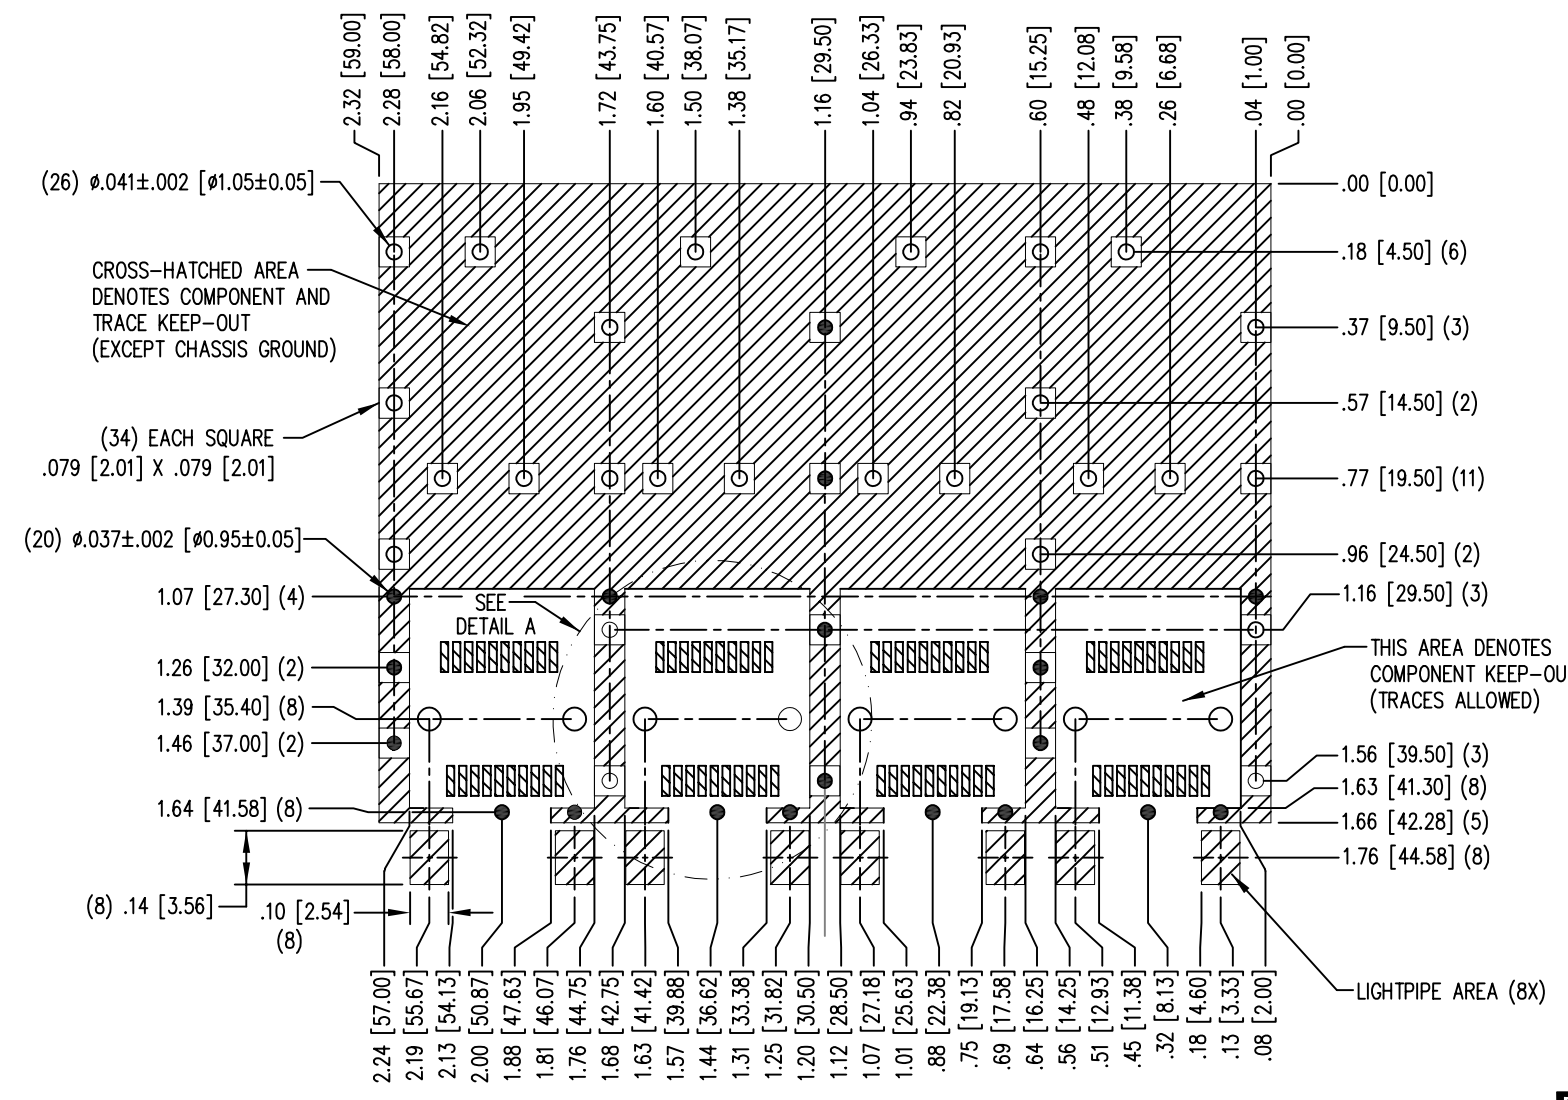 2.32 [59.00]
2.28 [58.00]
2.16 [54.82]
2.06 [52.32]
1.95 [49.42]
1.72 [43.75]
1.60 [40.57]
1.50 [38.07]
1.38 [35.17]
1.16 [29.50]
1.04 [26.33]
.94 [23.83]
.82 [20.93]
.60 [15.25]
.48 [12.08]
.38 [9.58]
.26 [6.68]
.04 [1.00]
.00 [0.00]
(26) ø.041±.002 [ø1.05±0.05]
CROSS-HATCHED AREA
DENOTES COMPONENT AND
TRACE KEEP-OUT
(EXCEPT CHASSIS GROUND)
(34) EACH SQUARE
.079 [2.01] X .079 [2.01]
(20) ø.037±.002 [ø0.95±0.05]
1.07 [27.30] (4)
1.26 [32.00] (2)
1.39 [35.40] (8)
1.46 [37.00] (2)
1.64 [41.58] (8)
(8) .14 [3.56]
.10 [2.54]
(8)
SEE
DETAIL A
.00 [0.00]
.18 [4.50] (6)
.37 [9.50] (3)
.57 [14.50] (2)
.77 [19.50] (11)
.96 [24.50] (2)
1.16 [29.50] (3)
THIS AREA DENOTES
COMPONENT KEEP-OU
(TRACES ALLOWED)
1.56 [39.50] (3)
1.63 [41.30] (8)
1.66 [42.28] (5)
1.76 [44.58] (8)
LIGHTPIPE AREA (8X)
2.24 [57.00]
2.19 [55.67]
2.13 [54.13]
2.00 [50.87]
1.88 [47.63]
1.81 [46.07]
1.76 [44.75]
1.68 [42.75]
1.63 [41.42]
1.57 [39.88]
1.44 [36.62]
1.31 [33.38]
1.25 [31.82]
1.20 [30.50]
1.12 [28.50]
1.07 [27.18]
1.01 [25.63]
.88 [22.38]
.75 [19.13]
.69 [17.58]
.64 [16.25]
.56 [14.25]
.51 [12.93]
.45 [11.38]
.32 [8.13]
.18 [4.60]
.13 [3.33]
.08 [2.00]